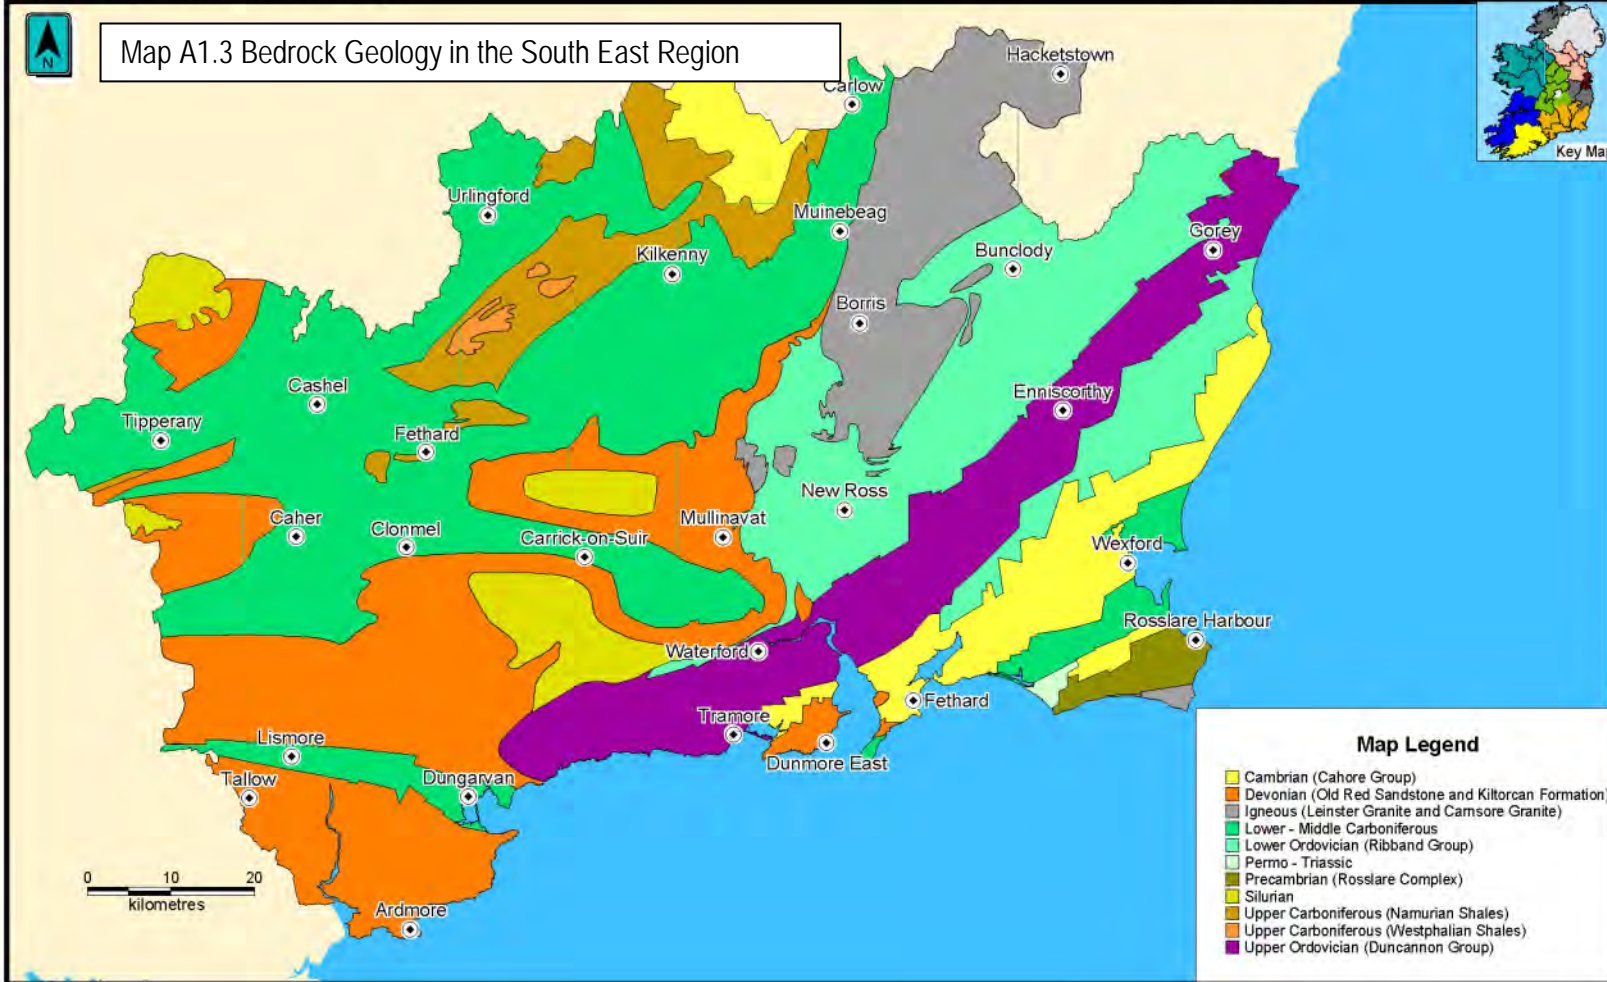 N
Map A1.3 Bedrock Geology in the South East Region
Hacketstown
Carlow
Key Ma
Urlingford
Muinebeag
Gorey
Kilkenny
Bunclody
Borris
Cashel
Enniscorthy
Tipperary
Fethard
New Ross
Caher
Clonmel
Mullinavat
Carrick-on-Suir
Wexford
Rosslare Harbour
Waterford
Fethard
Tramore
Lismore
Dunmore East
Tallow
Dungarvan
Ardmore
0 10 20
kilometres
Map Legend
Cambrian (Cahore Group)
Devonian (Old Red Sandstone and Kiltorcan Formation)
Igneous (Leinster Granite and Carnsore Granite)
Lower - Middle Carboniferous
Lower Ordovician (Ribband Group)
Permo - Triassic
Precambrian (Rosslare Complex)
Silurian
Upper Carboniferous (Namurian Shales)
Upper Carboniferous (Westphalian Shales)
Upper Ordovician (Duncannon Group)